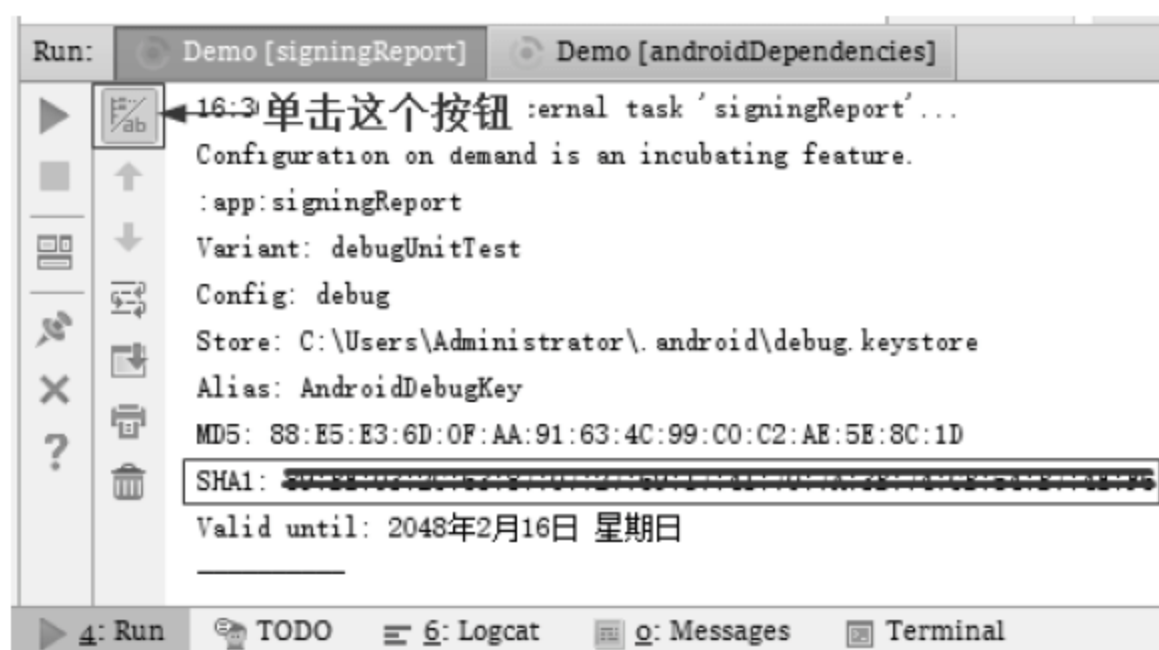 Run: Demo [signingReport] Demo [androidDependencies]
16:3 单击这个按钮 :ernal task 'signingReport'...
Configuration on demand is an incubating feature.
:app:signingReport
Variant: debugUnitTest
Config: debug
Store: C:\Users\Administrator\.android\debug.keystore
Alias: AndroidDebugKey
MD5: 88:E5:E3:6D:0F:AA:91:63:4C:99:C0:C2:AE:5E:8C:1D
SHA1:
Valid until: 2048年2月16日 星期日
4: Run TODO 6: Logcat 0: Messages Terminal